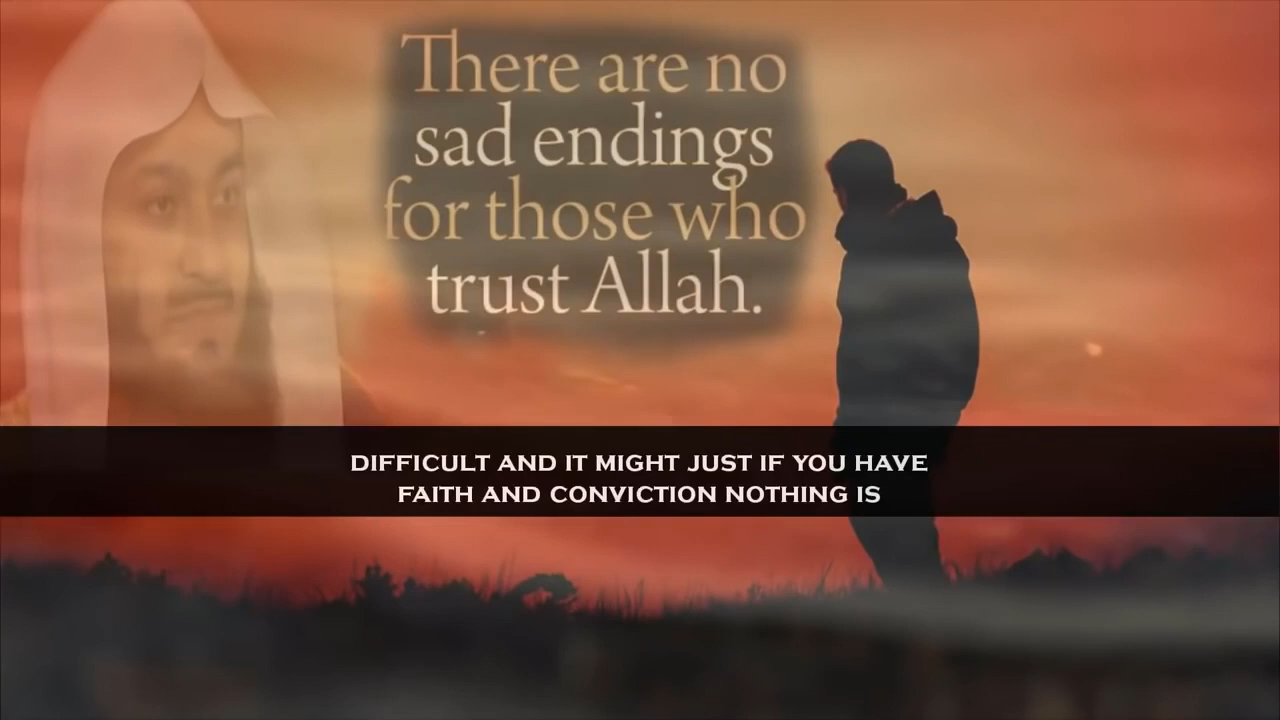 There are no
sad endings
for those who
trust Allah.
DIFFICULT AND IT MIGHT JUST IF YOU HAVE
FAITH AND CONVICTION NOTHING IS